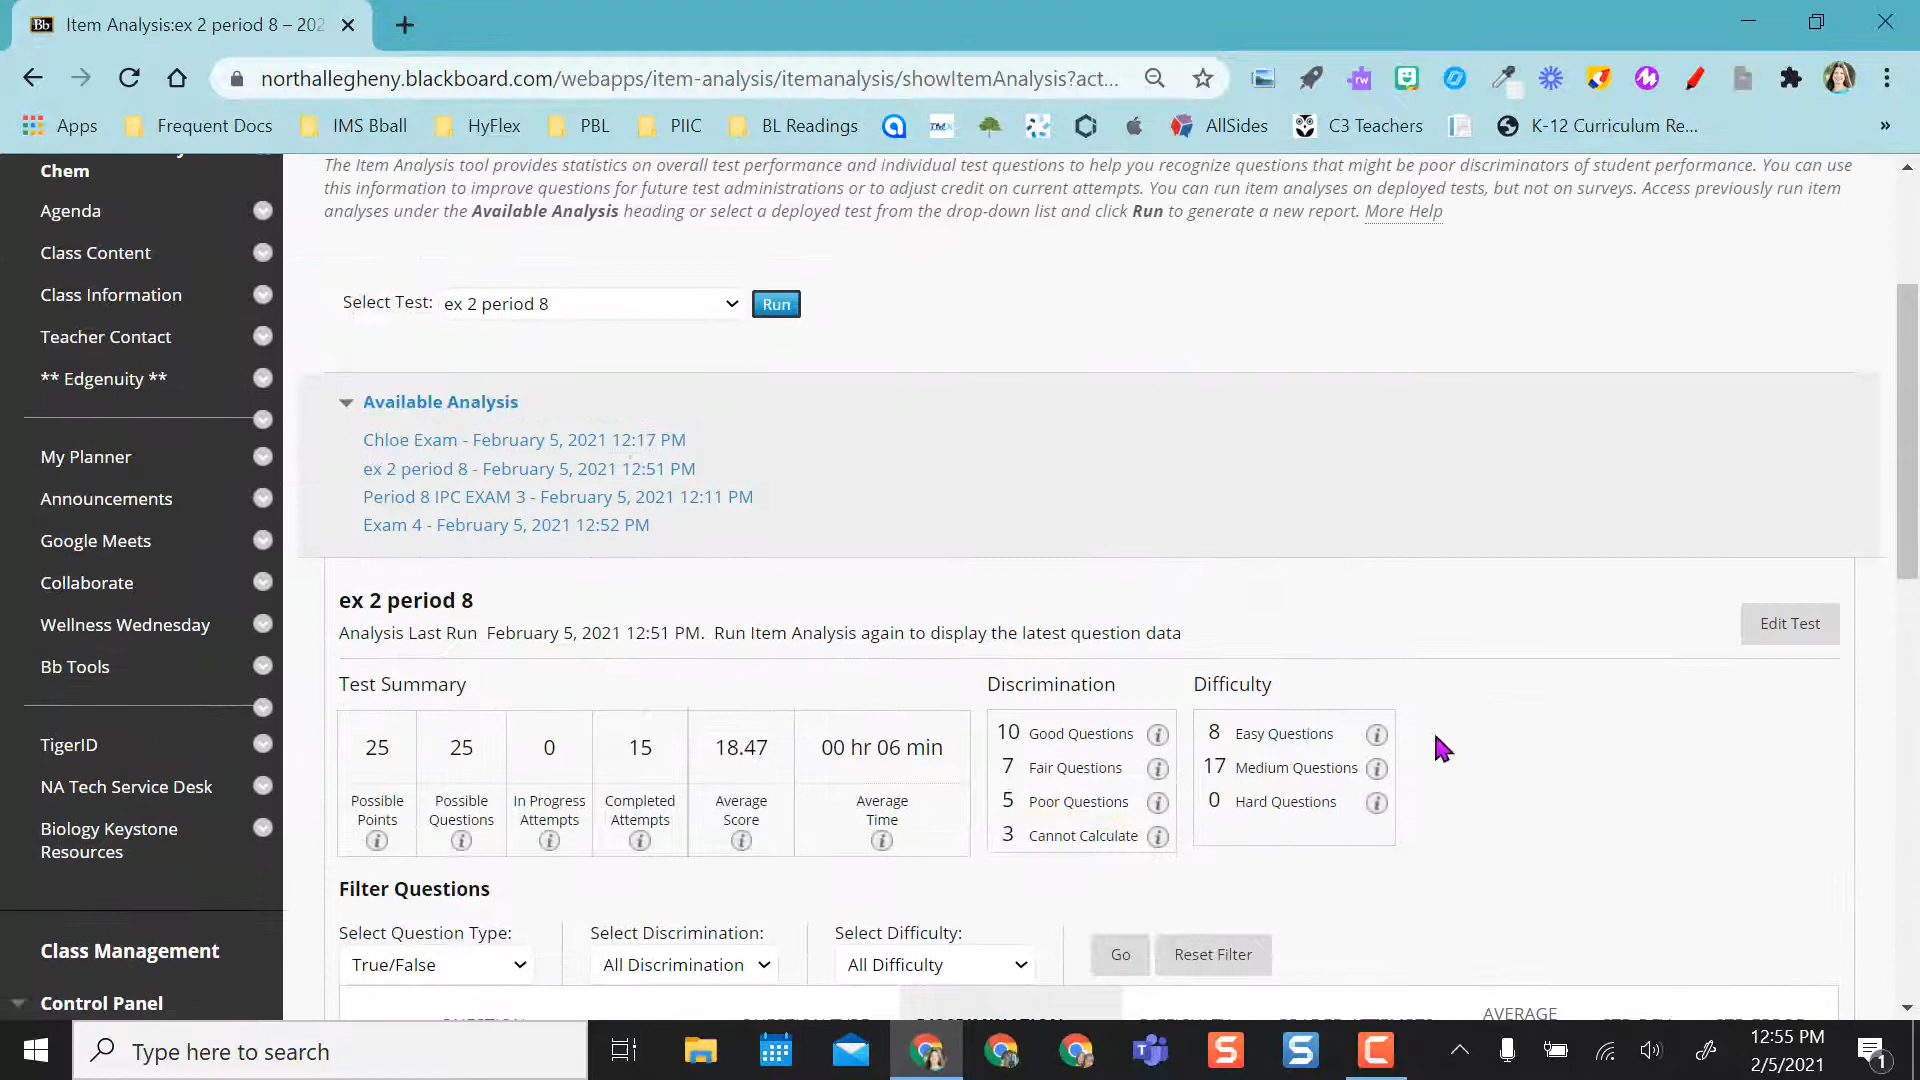 Bb Item Analysis:ex 2 period 8 – 202
northallegheny.blackboard.com/webapps/item-analysis/itemanalysis/showItemAnalysis?act...
Apps Frequent Docs IMS Bball HyFlex PBL PIIC BL Readings AllSides C3 Teachers K-12 Curriculum Re... »
Chem
Agenda
Class Content
Class Information
Teacher Contact
** Edgenuity **
My Planner
Announcements
Google Meets
Collaborate
Wellness Wednesday
Bb Tools
TigerID
NA Tech Service Desk
Biology Keystone
Resources
Class Management
Control Panel
The Item Analysis tool provides statistics on overall test performance and individual test questions to help you recognize questions that might be poor discriminators of student performance. You can use
this information to improve questions for future test administrations or to adjust credit on current attempts. You can run item analyses on deployed tests, but not on surveys. Access previously run item
analyses under the Available Analysis heading or select a deployed test from the drop-down list and click Run to generate a new report. More Help
Select Test: ex 2 period 8 Run
Available Analysis
Chloe Exam - February 5, 2021 12:17 PM
ex 2 period 8 - February 5, 2021 12:51 PM
Period 8 IPC EXAM 3 - February 5, 2021 12:11 PM
Exam 4 - February 5, 2021 12:52 PM
ex 2 period 8
Analysis Last Run February 5, 2021 12:51 PM. Run Item Analysis again to display the latest question data
Edit Test
Test Summary
25 25 0 15 18.47 00 hr 06 min
Possible Possible In Progress Completed Average Average
Points Questions Attempts Attempts Score Time
Discrimination
10 Good Questions
7 Fair Questions
5 Poor Questions
3 Cannot Calculate
Difficulty
8 Easy Questions
17 Medium Questions
0 Hard Questions
Filter Questions
Select Question Type: Select Discrimination: Select Difficulty:
True/False All Discrimination All Difficulty Go Reset Filter
AVERAGE
Type here to search
12:55 PM
2/5/2021
1